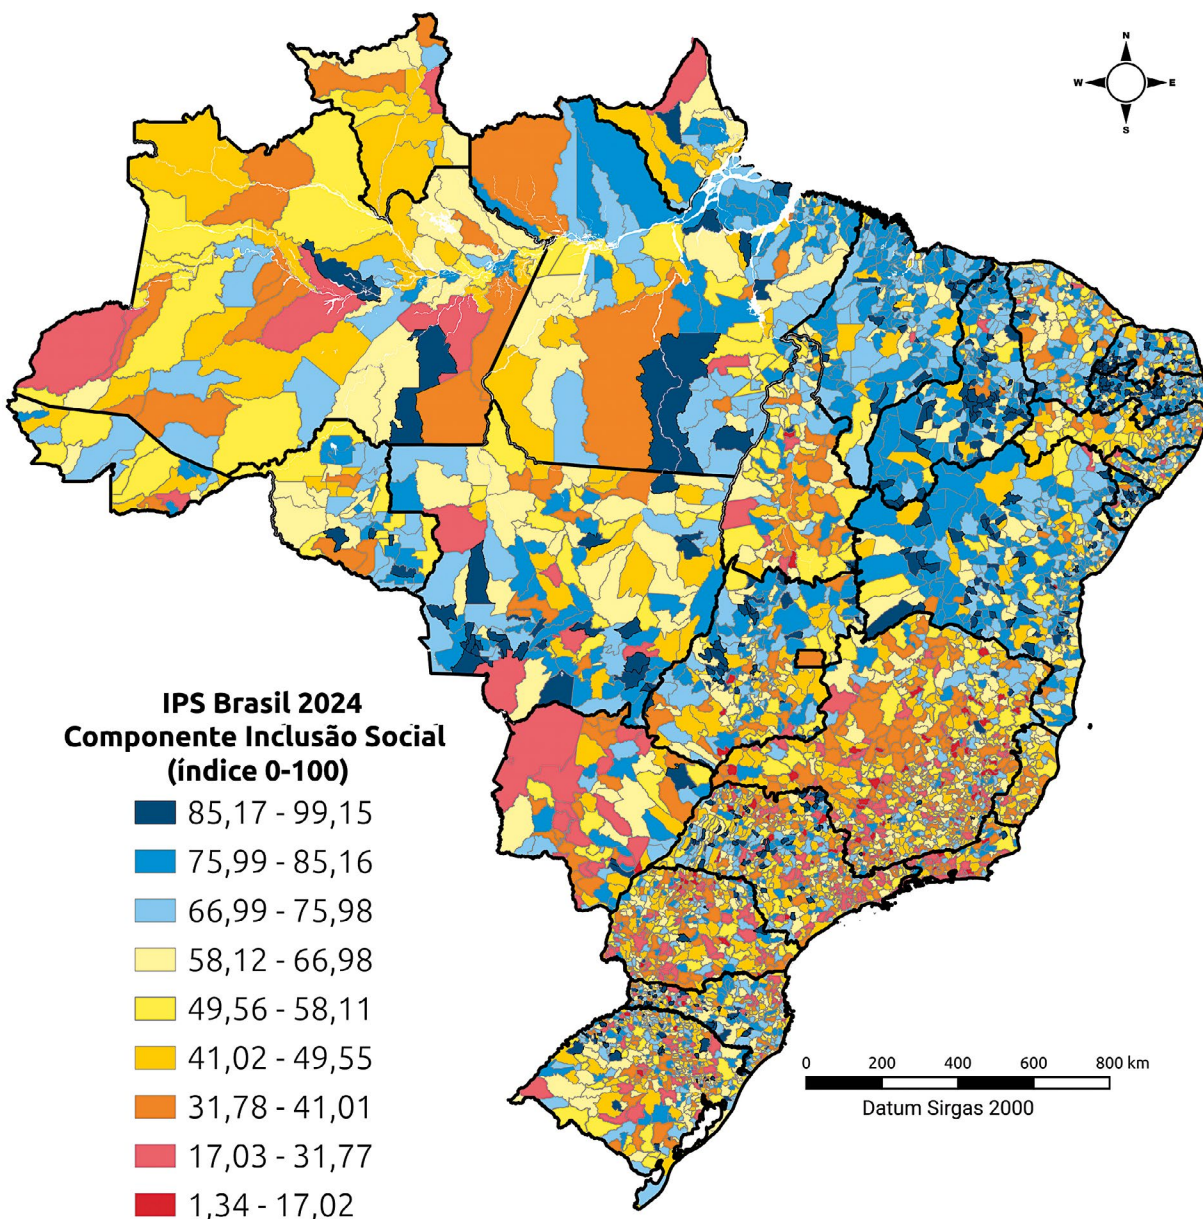 N
W E
S
IPS Brasil 2024
Componente Inclusão Social
(índice 0-100)
85,17 - 99,15
75,99 - 85,16
66,99 - 75,98
58,12 - 66,98
49,56 - 58,11
41,02 - 49,55
31,78 - 41,01
17,03 - 31,77
1,34 - 17,02
0 200 400 600 800 km
Datum Sirgas 2000